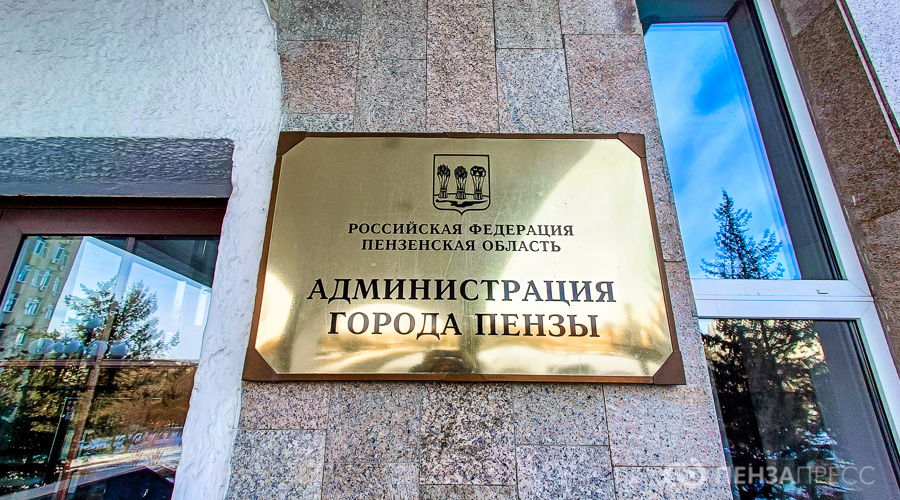 РОССИЙСКАЯ ФЕДЕРАЦИЯ
ПЕНЗЕНСКАЯ ОБЛАСТЬ
АДМИНИСТРАЦИЯ
ГОРОДА ПЕНЗЫ
ПЕНЗАПРЕСС